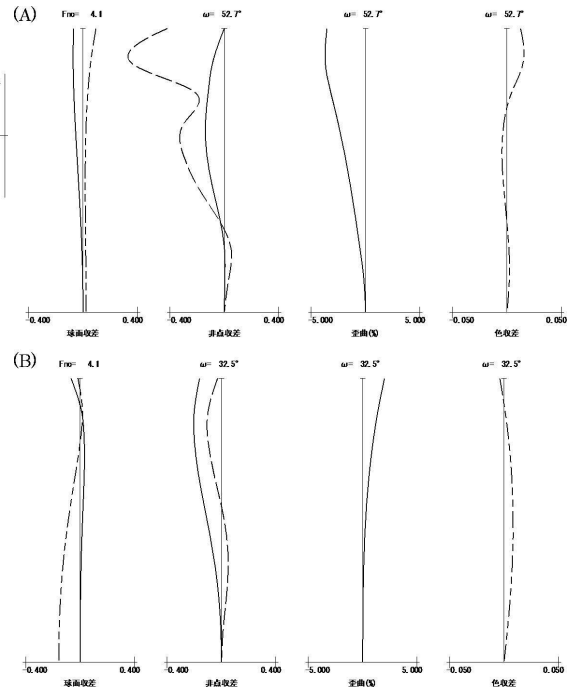 (A)
Fno= 4.1 ω= 52.7° ω= 52.7° ω= 52.7°
-0.400 0.400 -0.400 0.400 -5.000 5.000 -0.050 0.050
球面収差 非点収差 歪曲(%) 色収差
(B)
Fno= 4.1 ω= 32.5° ω= 32.5° ω= 32.5°
-0.400 0.400 -0.400 0.400 -5.000 5.000 -0.050 0.050
球面収差 非点収差 歪曲(%) 色収差